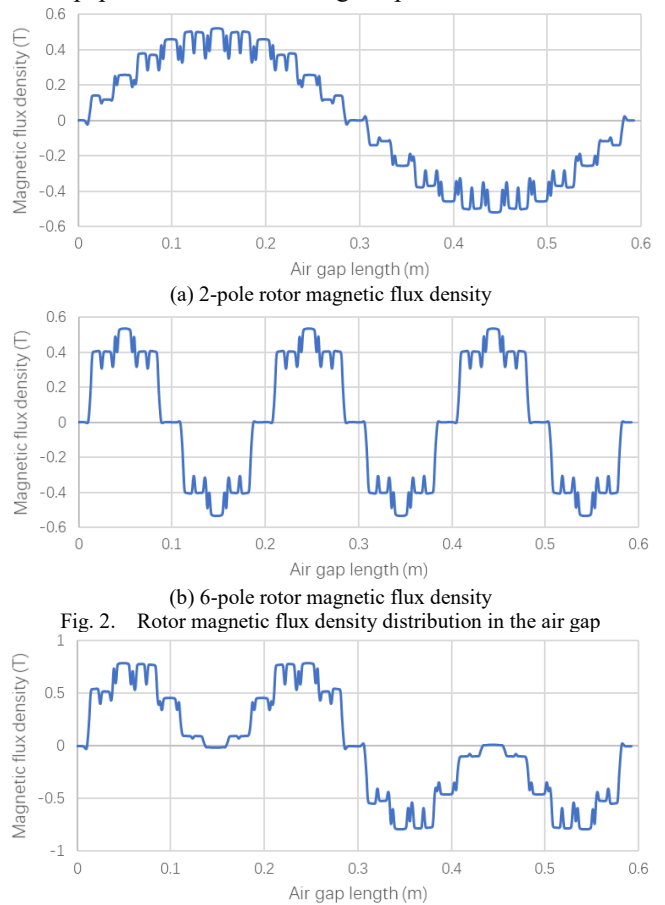 0.6
0.4
0.2
0
-0.2
-0.4
-0.6
Magnetic flux density (T)
0 0.1 0.2 0.3 0.4 0.5 0.6
Air gap length (m)
(a) 2-pole rotor magnetic flux density
0.6
0.4
0.2
0
-0.2
-0.4
-0.6
Magnetic flux density (T)
0 0.1 0.2 0.3 0.4 0.5 0.6
Air gap length (m)
(b) 6-pole rotor magnetic flux density
Fig. 2. Rotor magnetic flux density distribution in the air gap
1
0.5
0
-0.5
-1
Magnetic flux density (T)
0 0.1 0.2 0.3 0.4 0.5 0.6
Air gap length (m)